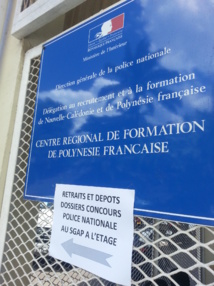 Ministère de l'Intérieur
Direction générale de la police nationale
Délégation au recrutement et à la formation
de Nouvelle-Calédonie et de Polynésie française
CENTRE REGIONAL DE FORMATION
DE POLYNESIE FRANCAISE
RETRAITS ET DEPOTS
DOSSIERS CONCOURS
POLICE NATIONALE
AU SGAP A L'ETAGE